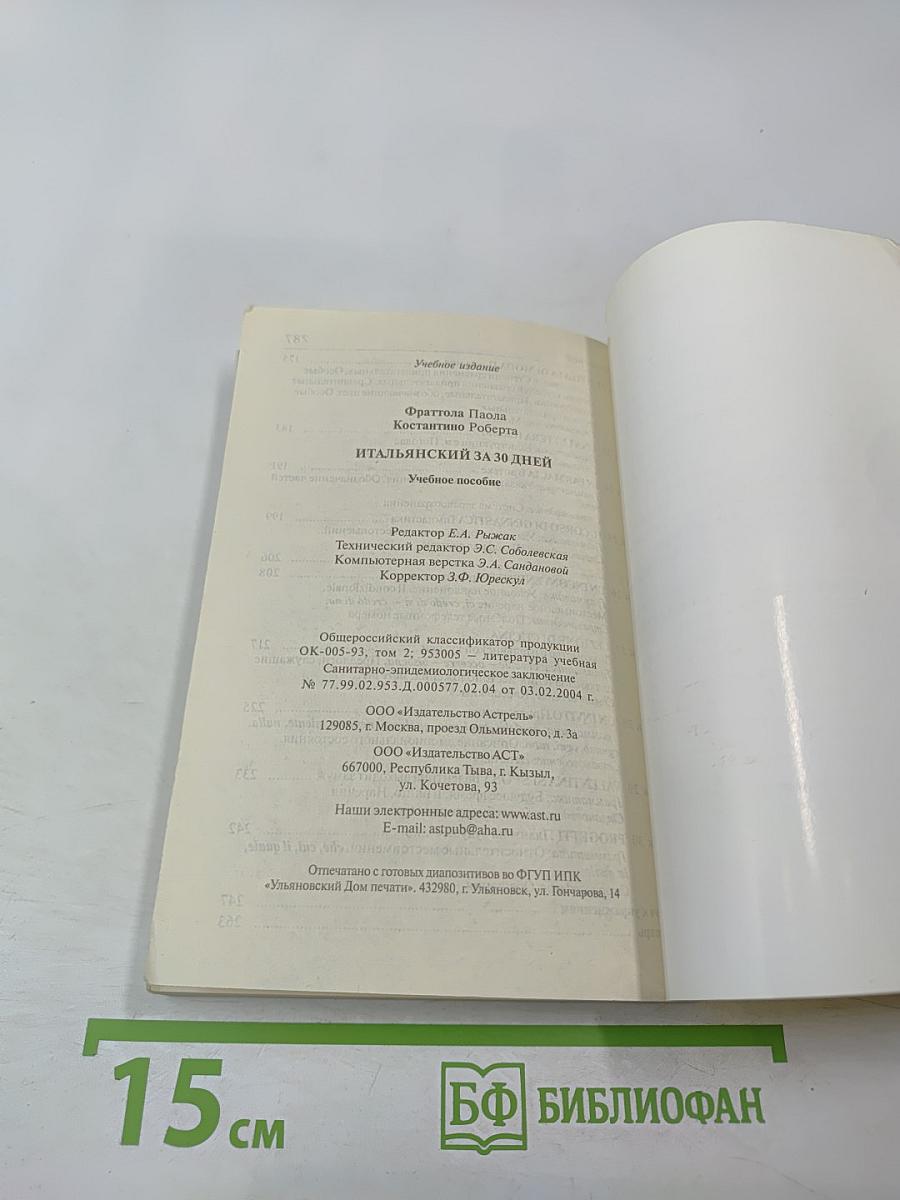 Учебное издание
Фраттола Паола
Костантино Роберта
ИТАЛЬЯНСКИЙ ЗА 30 ДНЕЙ
Учебное пособие
Редактор Е.А. Рыжак
Технический редактор Э.С. Соболевская
Компьютерная верстка Э.А. Сандановой
Корректор З.Ф. Юрескул
Общероссийский классификатор продукции
ОК-005-93, том 2; 953005 – литература учебная
Санитарно-эпидемиологическое заключение
№ 77.99.02.953.Д.000577.02.04 от 03.02.2004 г.
ООО «Издательство Астрель»
129085, г. Москва, проезд Ольминского, д. 3а
ООО «Издательство АСТ»
667000, Республика Тыва, г. Кызыл,
ул. Кочетова, 93
Наши электронные адреса: www.ast.ru
E-mail: astpub@aha.ru
Отпечатано с готовых диапозитивов во ФГУП ИПК
«Ульяновский Дом печати». 432980, г. Ульяновск, ул. Гончарова, 14
15 см
БФ БИБЛИОФАН